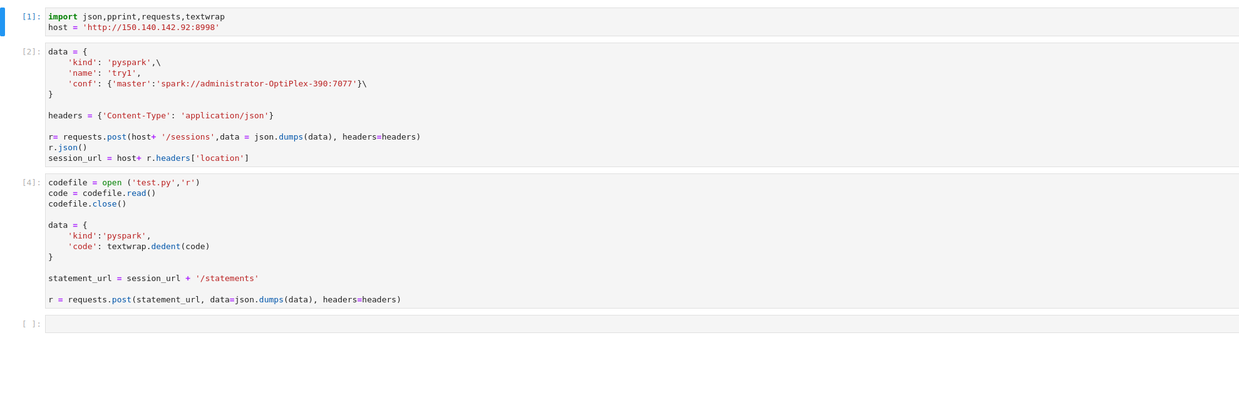 [1]: import json,pprint,requests,textwrap
host = 'http://150.140.142.92:8998'
[2]: data = {
    'kind': 'pyspark',\
    'name': 'try1',
    'conf': {'master':'spark://administrator-OptiPlex-390:7077'}\
}

headers = {'Content-Type': 'application/json'}

r= requests.post(host+ '/sessions',data = json.dumps(data), headers=headers)
r.json()
session_url = host+ r.headers['location']
[4]: codefile = open ('test.py','r')
code = codefile.read()
codefile.close()

data = {
    'kind':'pyspark',
    'code': textwrap.dedent(code)
}

statement_url = session_url + '/statements'

r = requests.post(statement_url, data=json.dumps(data), headers=headers)
[ ]: